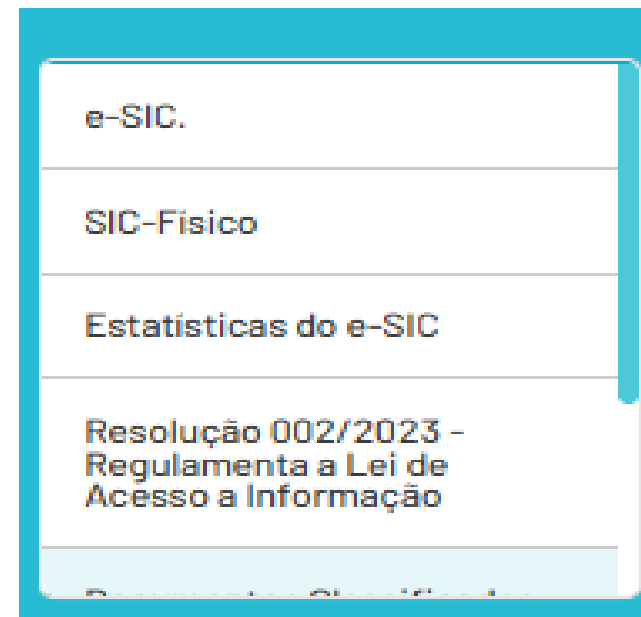 e-SIC.
SIC-Físico
Estatísticas do e-SIC
Resolução 002/2023 -
Regulamenta a Lei de
Acesso a Informação